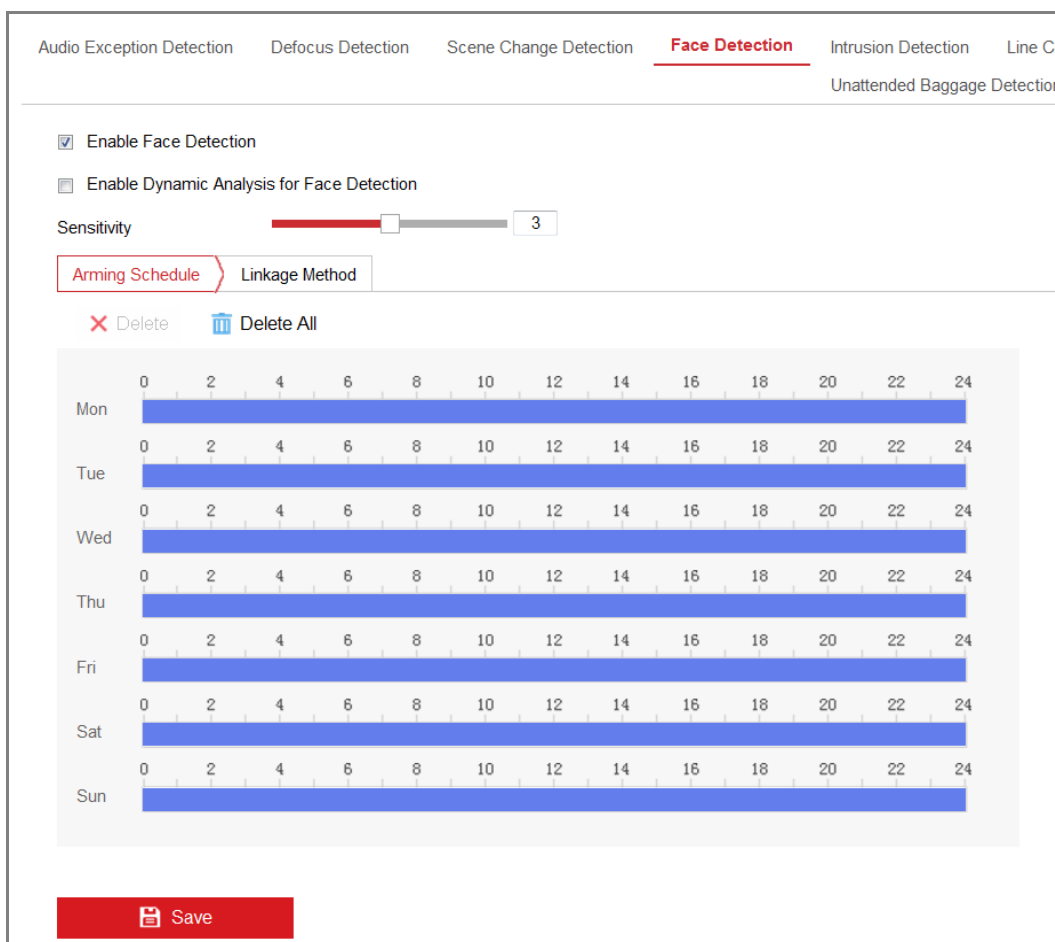 Audio Exception Detection Defocus Detection Scene Change Detection Face Detection Intrusion Detection Line C
Unattended Baggage Detection
Enable Face Detection
Enable Dynamic Analysis for Face Detection
Sensitivity 3
Arming Schedule Linkage Method
Delete Delete All
0 2 4 6 8 10 12 14 16 18 20 22 24
Mon
0 2 4 6 8 10 12 14 16 18 20 22 24
Tue
0 2 4 6 8 10 12 14 16 18 20 22 24
Wed
0 2 4 6 8 10 12 14 16 18 20 22 24
Thu
0 2 4 6 8 10 12 14 16 18 20 22 24
Fri
0 2 4 6 8 10 12 14 16 18 20 22 24
Sat
0 2 4 6 8 10 12 14 16 18 20 22 24
Sun
Save